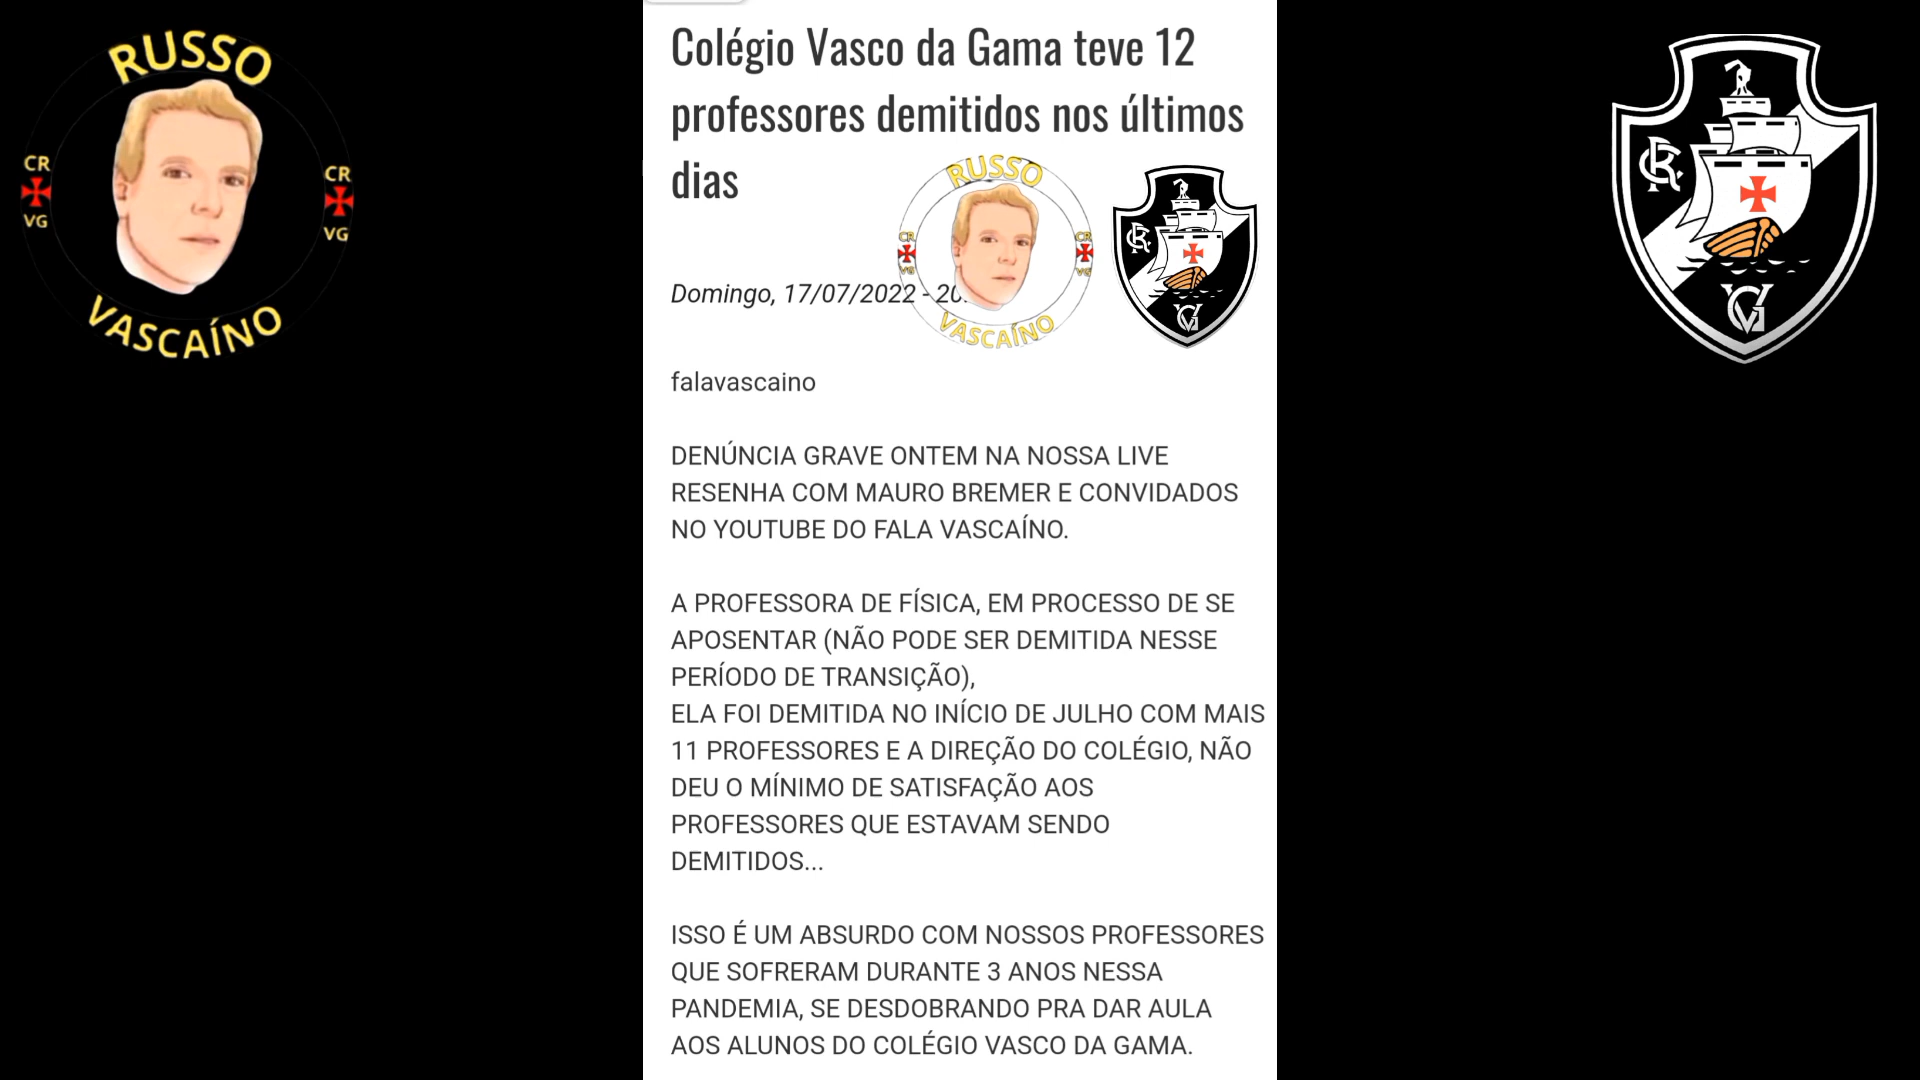 RUSSO
CR
VG
CR
VG
VASCAÍNO
Colégio Vasco da Gama teve 12
professores demitidos nos últimos
dias
RUSSO
CR
VG
CR
VG
VASCAÍNO
Domingo, 17/07/2022 - 20
falavascaino
DENÚNCIA GRAVE ONTEM NA NOSSA LIVE
RESENHA COM MAURO BREMER E CONVIDADOS
NO YOUTUBE DO FALA VASCAÍNO.
A PROFESSORA DE FÍSICA, EM PROCESSO DE SE
APOSENTAR (NÃO PODE SER DEMITIDA NESSE
PERÍODO DE TRANSIÇÃO),
ELA FOI DEMITIDA NO INÍCIO DE JULHO COM MAIS
11 PROFESSORES E A DIREÇÃO DO COLÉGIO, NÃO
DEU O MÍNIMO DE SATISFAÇÃO AOS
PROFESSORES QUE ESTAVAM SENDO
DEMITIDOS...
ISSO É UM ABSURDO COM NOSSOS PROFESSORES
QUE SOFRERAM DURANTE 3 ANOS NESSA
PANDEMIA, SE DESDOBRANDO PRA DAR AULA
AOS ALUNOS DO COLÉGIO VASCO DA GAMA.
CR
VG
CR
VG